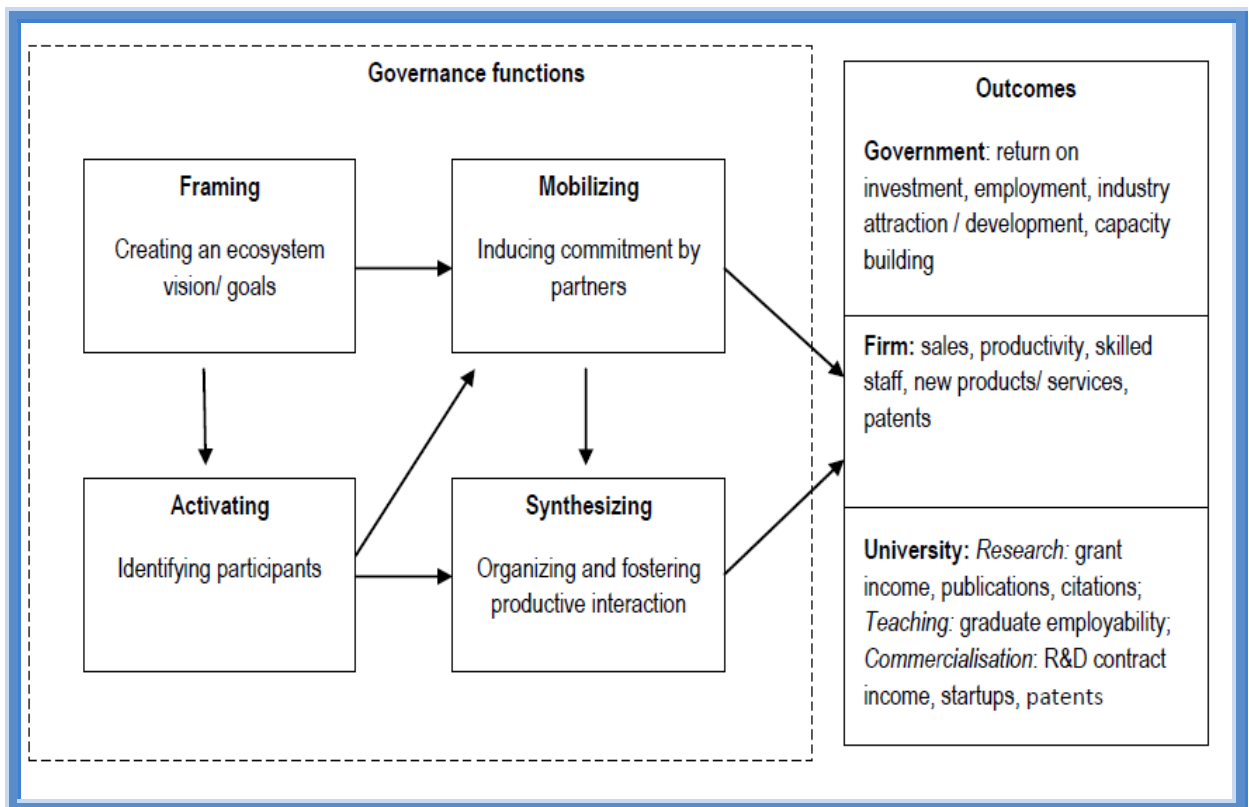 Governance functions
Framing
Creating an ecosystem
vision/ goals
Mobilizing
Inducing commitment by
partners
Activating
Identifying participants
Synthesizing
Organizing and fostering
productive interaction
Outcomes
Government: return on
investment, employment, industry
attraction / development, capacity
building
Firm: sales, productivity, skilled
staff, new products/ services,
patents
University: Research: grant
income, publications, citations;
Teaching: graduate employability;
Commercialisation: R&D contract
income, startups, patents